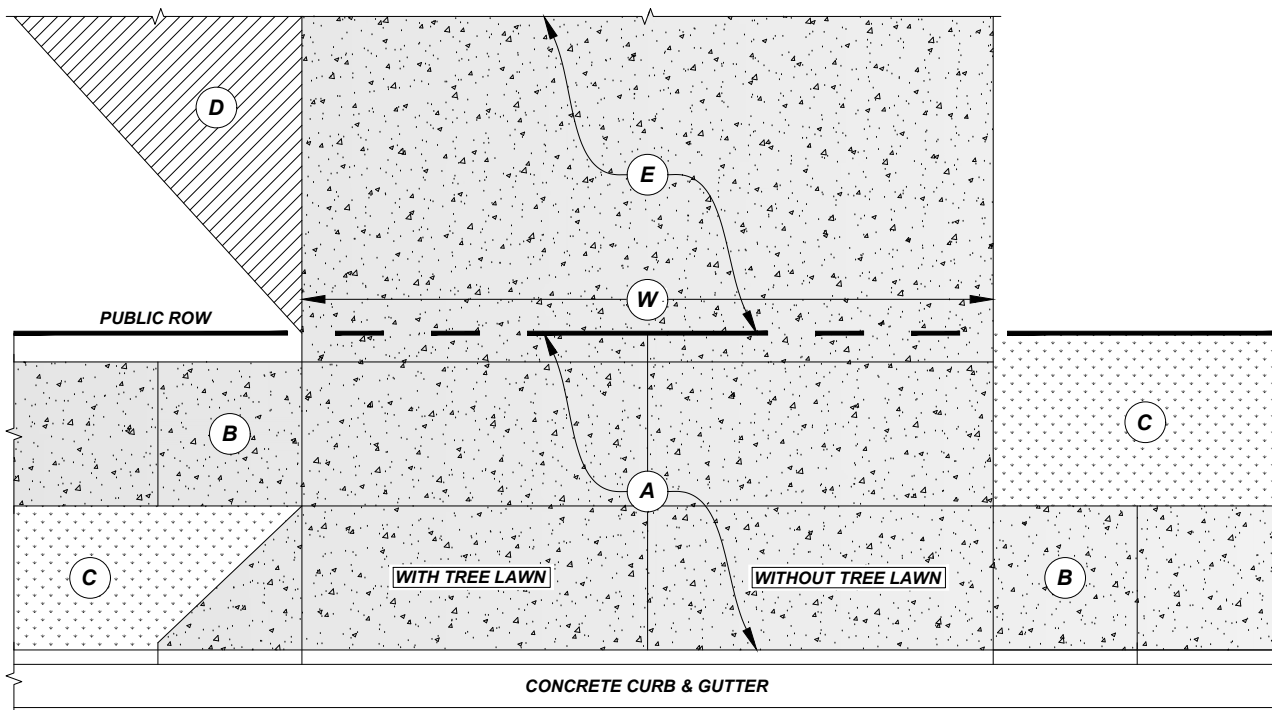 D
E
W
PUBLIC ROW
B
C
A
C
WITH TREE LAWN
WITHOUT TREE LAWN
B
CONCRETE CURB & GUTTER